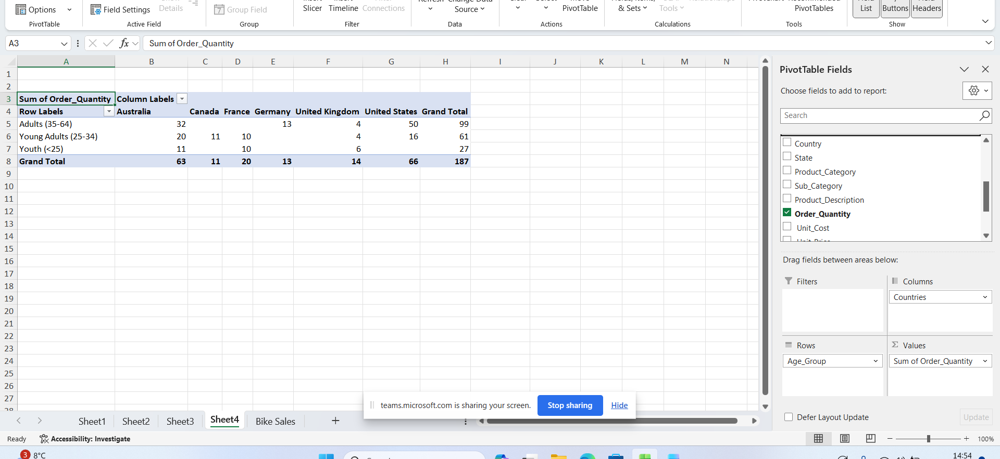 Options
Field Settings
Show
Details
Group Field
Slicer
Timeline
Connections
Refresh
Change Data
Source
& Sets
Tools
PivotTable
Recommended
PivotTables
List
Buttons
Headers
PivotTable
Active Field
Group
Filter
Data
Actions
Calculations
Tools
Show
A3
fx
Sum of Order_Quantity
A B C D E F G H I J K L M N
1
2
3 Sum of Order_Quantity Column Labels
4 Row Labels Australia Canada France Germany United Kingdom United States Grand Total
5 Adults (35-64) 32 13 4 50 99
6 Young Adults (25-34) 20 11 10 4 16 61
7 Youth (<25) 11 10 6 27
8 Grand Total 63 11 20 13 14 66 187
9
10
11
12
13
14
15
16
17
18
19
20
21
22
23
24
25
26
27
28
PivotTable Fields
Choose fields to add to report:
Search
Country
State
Product_Category
Sub_Category
Product_Description
Order_Quantity
Unit_Cost
Unit_Price
Drag fields between areas below:
Filters
Columns
Countries
Rows
Values
Age_Group
Sum of Order_Quantity
Defer Layout Update
Update
teams.microsoft.com is sharing your screen.
Stop sharing
Hide
Sheet1
Sheet2
Sheet3
Sheet4
Bike Sales
Ready
Accessibility: Investigate
100%
3
8°C
14:54